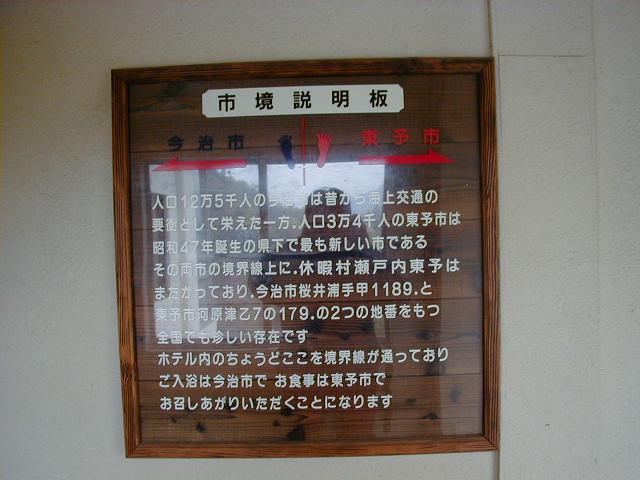 市境説明板
今治市 東予市
人口12万5千人の今治市は昔から海上交通の
要衝として栄えた一方.人口3万4千人の東予市は
昭和47年誕生の県下で最も新しい市である
その両市の境界線上に.休暇村瀬戸内東予は
またがっており.今治市桜井浦手甲1189.と
東予市河原津乙7の179.の2つの地番をもつ
全国でも珍しい存在です
ホテル内のちょうどここを境界線が通っており
ご入浴は今治市で お食事は東予市で
お召しあがりいただくことになります